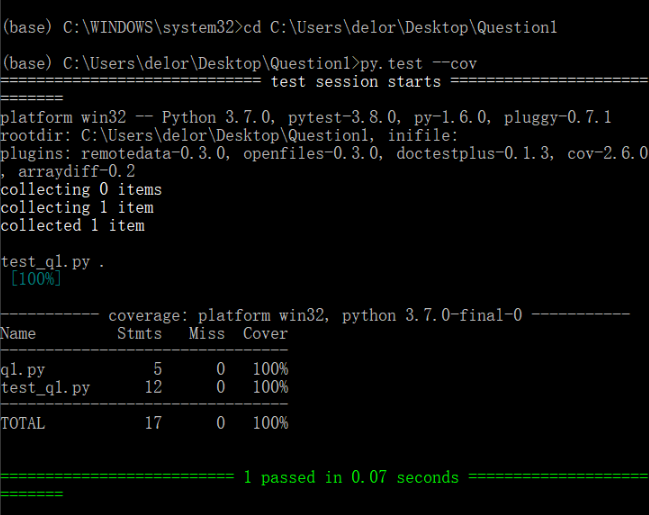 (base) C:\WINDOWS\system32>cd C:\Users\delor\Desktop\Question1
(base) C:\Users\delor\Desktop\Question1>py.test --cov
============================= test session starts ======================
=======
platform win32 -- Python 3.7.0, pytest-3.8.0, py-1.6.0, pluggy-0.7.1
rootdir: C:\Users\delor\Desktop\Question1, inifile:
plugins: remotedata-0.3.0, openfiles-0.3.0, doctestplus-0.1.3, cov-2.6.0
, arraydiff-0.2
collecting 0 items
collecting 1 item
collected 1 item
test_q1.py .
[100%]
----------- coverage: platform win32, python 3.7.0-final-0 -----------
Name         Stmts   Miss  Cover
--------------------------------
q1.py            5      0   100%
test_q1.py      12      0   100%
--------------------------------
TOTAL           17      0   100%
========================== 1 passed in 0.07 seconds ====================
=======